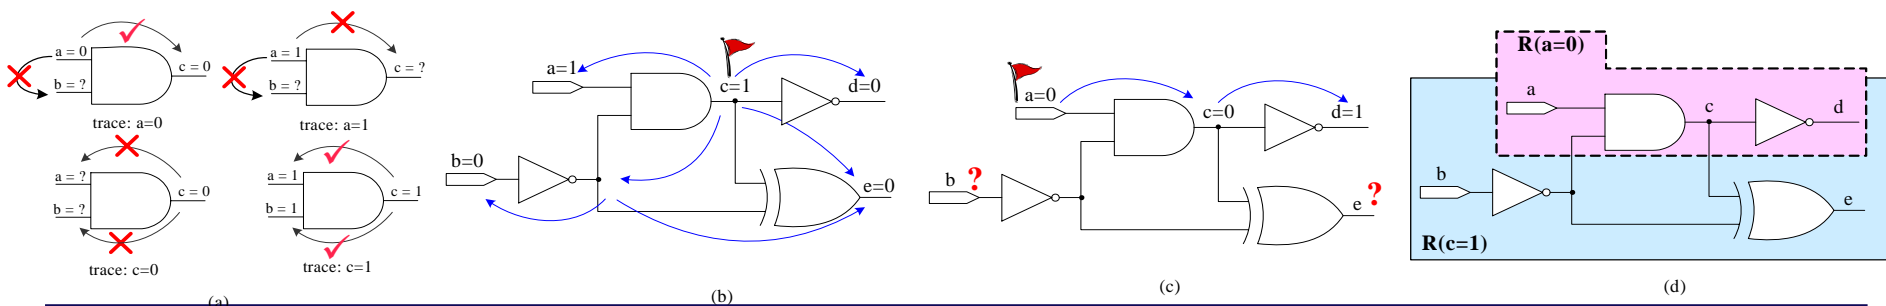 a = 0
b = ?
c = 0
trace: a=0
a = 1
b = ?
c = ?
trace: a=1
a = ?
b = ?
c = 0
trace: c=0
a = 1
b = 1
c = 1
trace: c=1
(a)
a=1
c=1
d=0
b=0
e=0
(b)
a=0
c=0
d=1
b ?
e ?
(c)
R(a=0)
a
c
d
b
e
R(c=1)
(d)